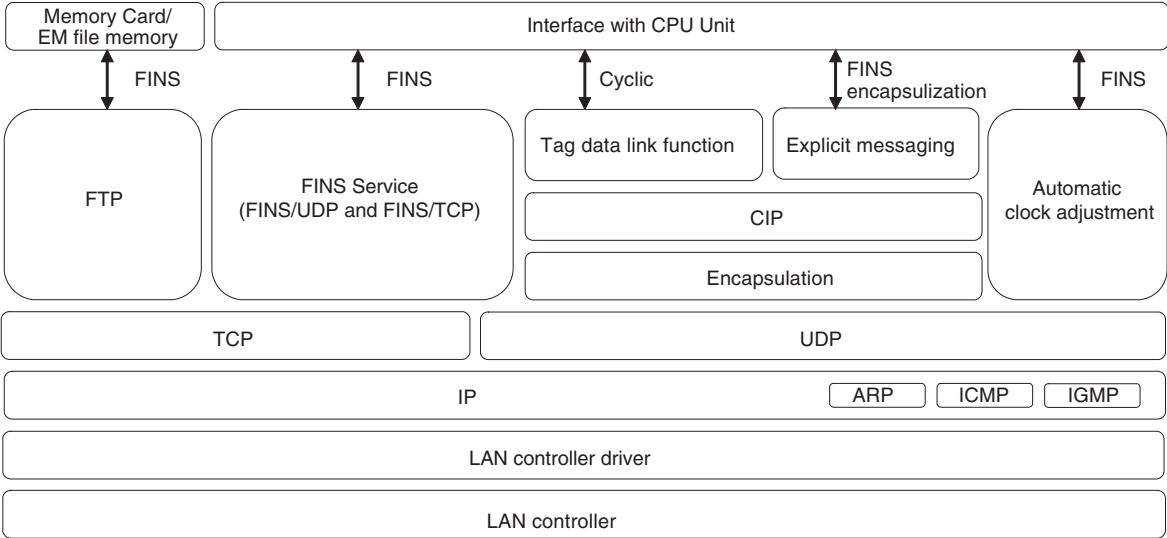 Memory Card/
EM file memory
Interface with CPU Unit
FINS
FINS
Cyclic
FINS
encapsulization
FINS
FTP
FINS Service
(FINS/UDP and FINS/TCP)
Tag data link function
Explicit messaging
CIP
Encapsulation
Automatic
clock adjustment
TCP
UDP
IP
ARP
ICMP
IGMP
LAN controller driver
LAN controller